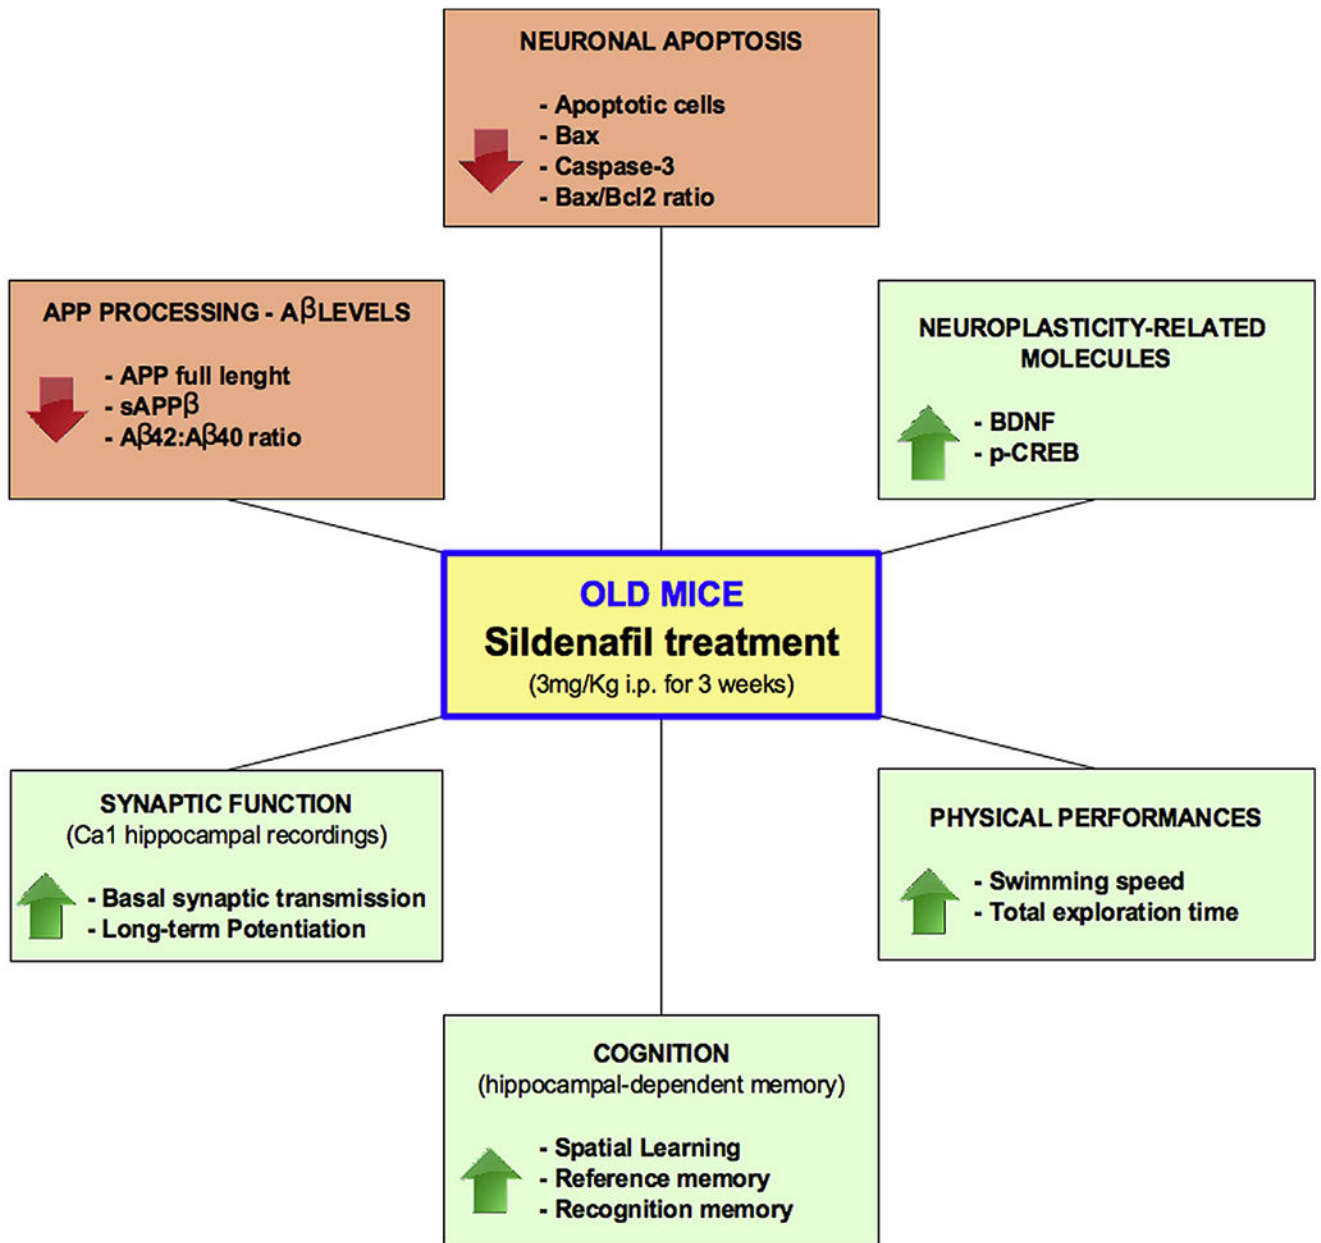 NEURONAL APOPTOSIS
- Apoptotic cells
- Bax
- Caspase-3
- Bax/Bcl2 ratio
APP PROCESSING - Aβ LEVELS
- APP full lenght
- sAPPβ
- Aβ42:Aβ40 ratio
NEUROPLASTICITY-RELATED
MOLECULES
- BDNF
- p-CREB
OLD MICE
Sildenafil treatment
(3mg/Kg i.p. for 3 weeks)
SYNAPTIC FUNCTION
(Ca1 hippocampal recordings)
- Basal synaptic transmission
- Long-term Potentiation
PHYSICAL PERFORMANCES
- Swimming speed
- Total exploration time
COGNITION
(hippocampal-dependent memory)
- Spatial Learning
- Reference memory
- Recognition memory